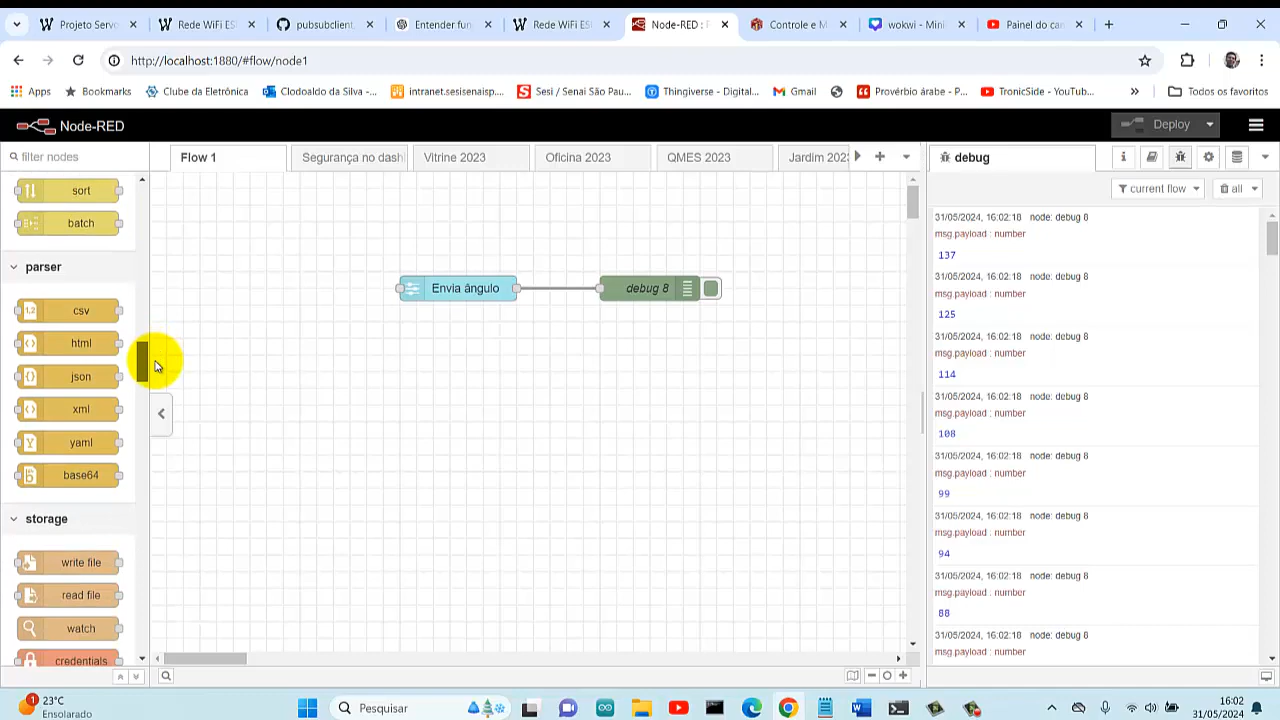 Projeto Servo
Rede WiFi ES
pubsubclient
Entender fun
Rede WiFi ESI
Node-RED : F
Controle e M
wokwi - Mini
Painel do car
http://localhost:1880/#flow/node1
Apps
Bookmarks
Clube da Eletrônica
Clodoaldo da Silva -...
intranet.sesisenaisp....
Sesi / Senai São Pau...
Thingiverse - Digital...
Gmail
Provérbio árabe - P...
TronicSide - YouTub...
»
Todos os favoritos
Node-RED
Deploy
filter nodes
Flow 1
Segurança no dash
Vitrine 2023
Oficina 2023
QMES 2023
Jardim 2023
debug
i
current flow
all
sort
batch
parser
csv
html
json
xml
yaml
base64
storage
write file
read file
watch
credentials
Envia ângulo
debug 8
31/05/2024, 16:02:18 node: debug 8
msg.payload : number
137
31/05/2024, 16:02:18 node: debug 8
msg.payload : number
125
31/05/2024, 16:02:18 node: debug 8
msg.payload : number
114
31/05/2024, 16:02:18 node: debug 8
msg.payload : number
108
31/05/2024, 16:02:18 node: debug 8
msg.payload : number
99
31/05/2024, 16:02:18 node: debug 8
msg.payload : number
94
31/05/2024, 16:02:18 node: debug 8
msg.payload : number
88
31/05/2024, 16:02:18 node: debug 8
msg.payload : number
1
23°C
Ensolarado
Pesquisar
16:02
31/05/2024